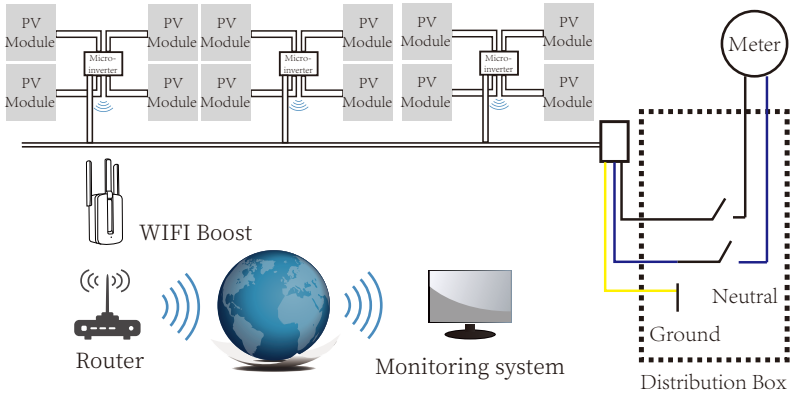 PV
Module
PV
Module
PV
Module
PV
Module
PV
Module
PV
Module
Micro-
inverter
Micro-
inverter
Micro-
inverter
Meter
PV
Module
PV
Module
PV
Module
PV
Module
PV
Module
PV
Module
WIFI Boost
Neutral
Ground
Router
Monitoring system
Distribution Box